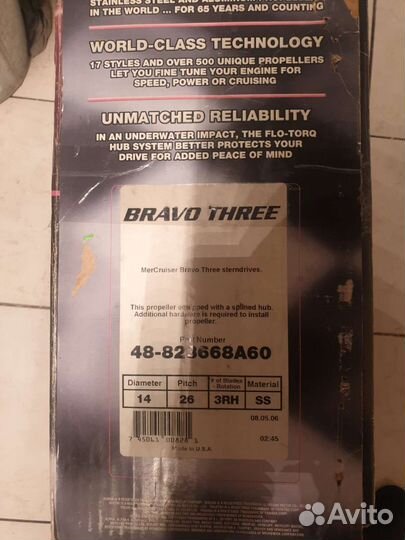 IN THE WORLD ... FOR 65 YEARS AND COUNTING
WORLD-CLASS TECHNOLOGY
17 STYLES AND OVER 500 UNIQUE PROPELLERS
LET YOU FINE TUNE YOUR ENGINE FOR
SPEED, POWER OR CRUISING
UNMATCHED RELIABILITY
IN AN UNDERWATER IMPACT, THE FLO-TORQ
HUB SYSTEM BETTER PROTECTS YOUR
DRIVE FOR ADDED PEACE OF MIND
BRAVO THREE
MerCruiser Bravo Three sterndrives.
This propeller equipped with a splined hub.
Additional hardware is required to install
propeller.
Part Number
48-823668A60
Diameter Pitch # of Blades - Rotation Material
14 26 3RH SS
08.05.06
02:45
Made in U.S.A.
Avito